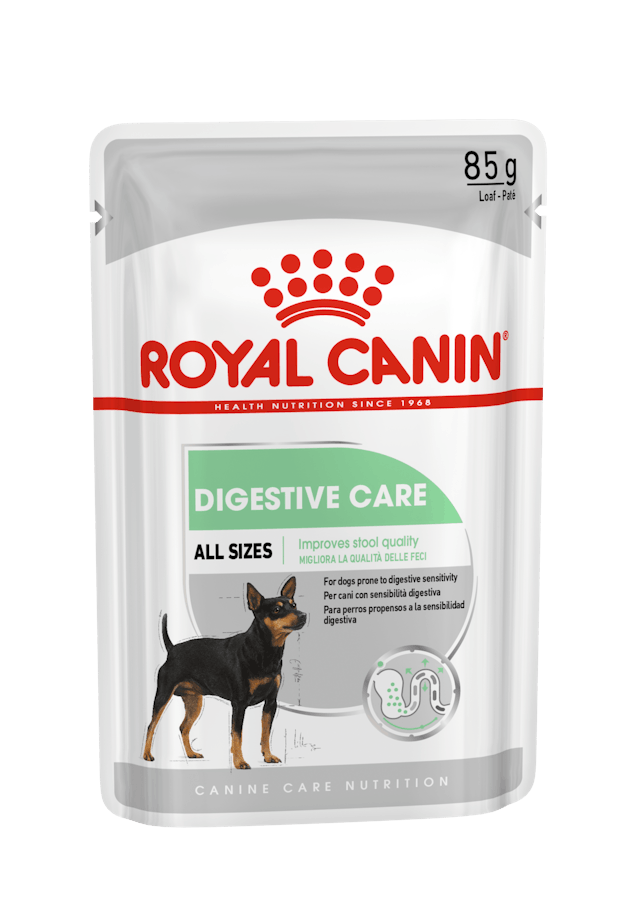 85 g
Loaf - Patè
ROYAL CANIN®
HEALTH NUTRITION SINCE 1968
DIGESTIVE CARE
ALL SIZES
Improves stool quality
MIGLIORA LA QUALITÀ DELLE FECI
For dogs prone to digestive sensitivity
Per cani con sensibilità digestiva
Para perros propensos a la sensibilidad
digestiva
CANINE CARE NUTRITION